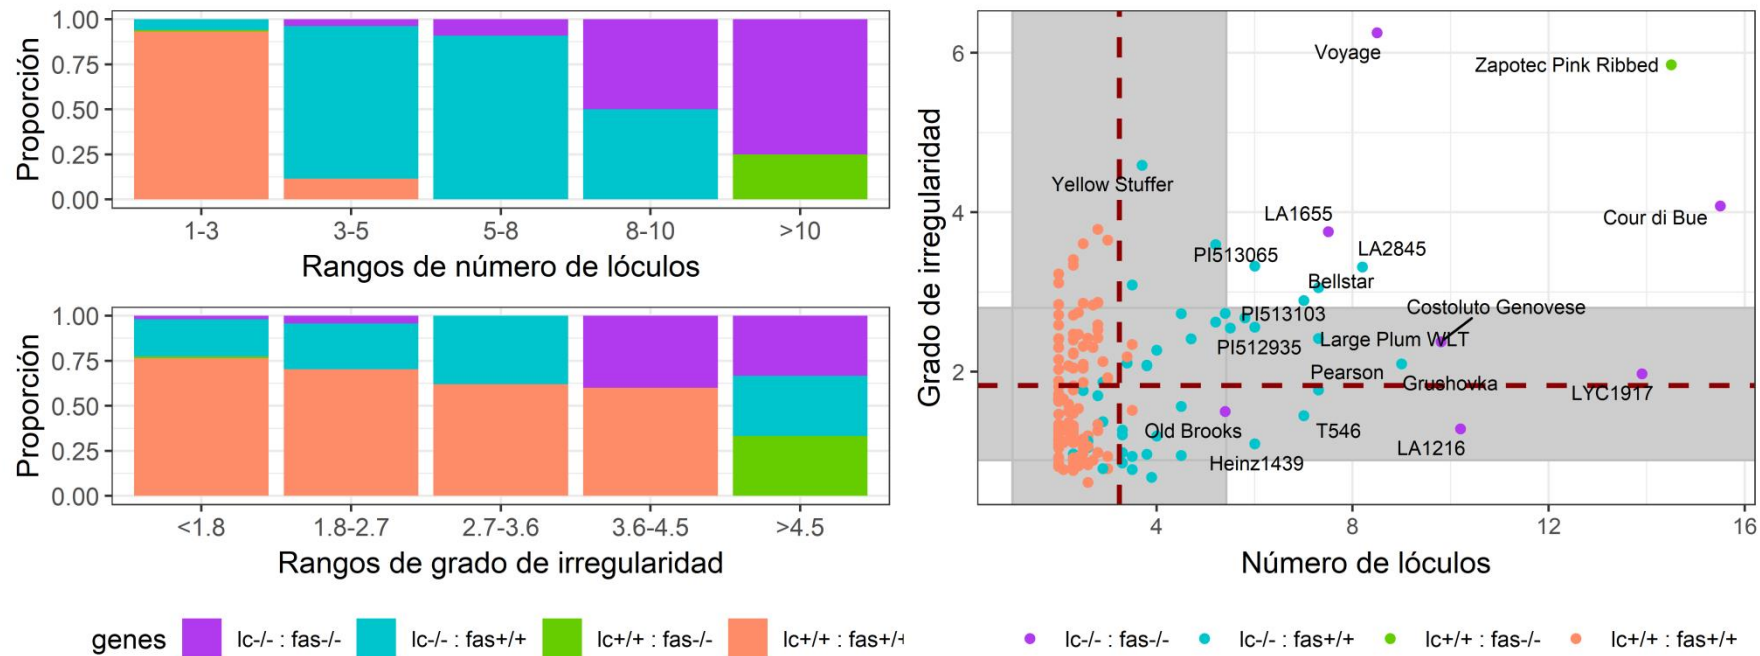 Proporción
1.00
0.75
0.50
0.25
0.00
1-3
3-5
5-8
8-10
>10
Rangos de número de lóculos
Proporción
1.00
0.75
0.50
0.25
0.00
<1.8
1.8-2.7
2.7-3.6
3.6-4.5
>4.5
Rangos de grado de irregularidad
genes
lc-/- : fas-/-
lc-/- : fas+/+
lc+/+ : fas-/-
lc+/+ : fas+/+
Grado de irregularidad
6
4
2
Voyage
Zapotec Pink Ribbed
Yellow Stuffer
LA1655
Cour di Bue
PI513065
LA2845
Bellstar
Costoluto Genovese
PI513103
Large Plum WLT
PI512935
Pearson
Grushovka
LYC1917
Old Brooks
T546
LA1216
Heinz1439
4
8
12
16
Número de lóculos
lc-/- : fas-/-
lc-/- : fas+/+
lc+/+ : fas-/-
lc+/+ : fas+/+